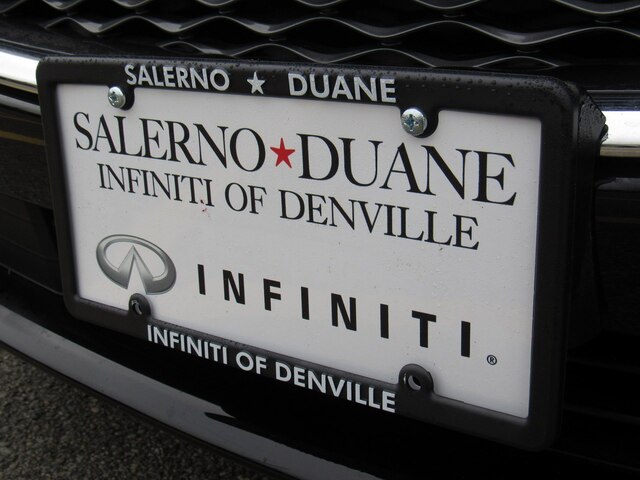 SALERNO ★ DUANE
SALERNO★DUANE
INFINITI OF DENVILLE
INFINITI®
INFINITI OF DENVILLE